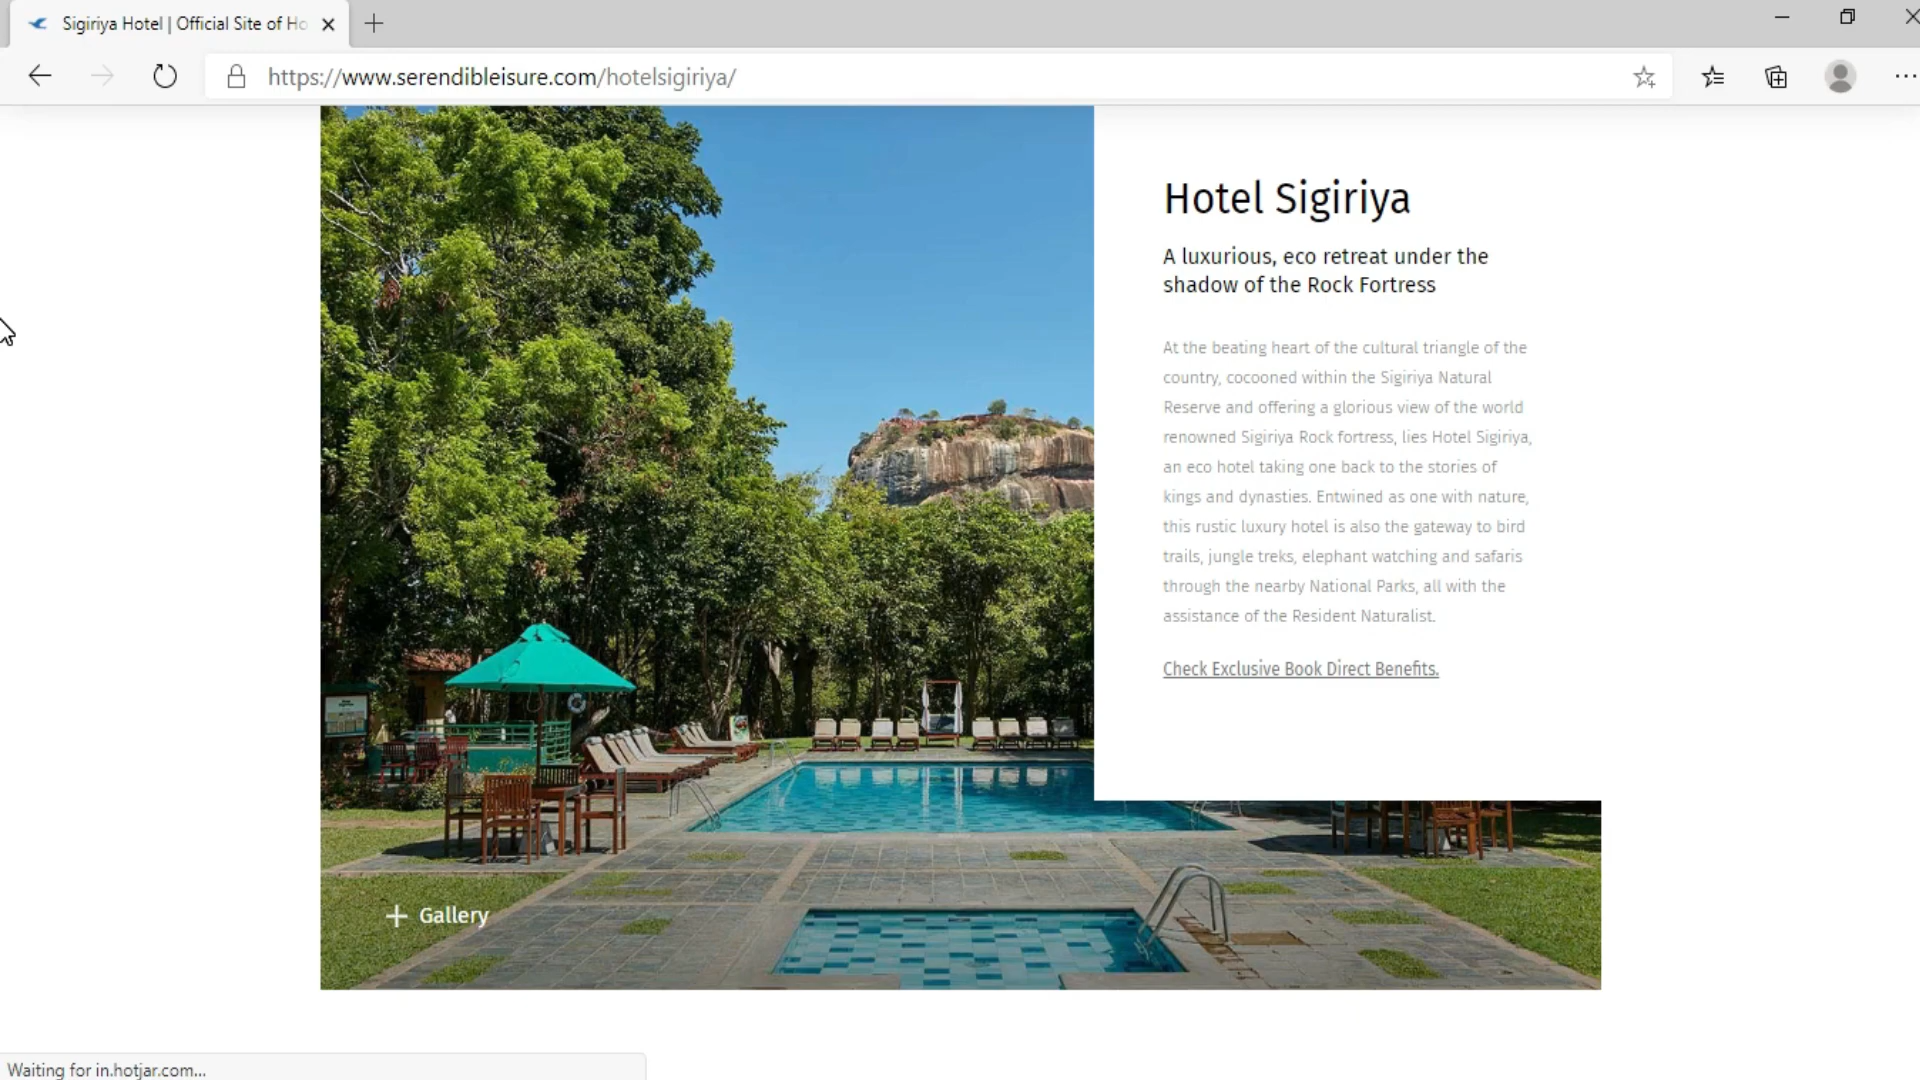 Sigiriya Hotel | Official Site of Ho
https://www.serendibleisure.com/hotelsigiriya/
Hotel Sigiriya
A luxurious, eco retreat under the
shadow of the Rock Fortress
At the beating heart of the cultural triangle of the
country, cocooned within the Sigiriya Natural
Reserve and offering a glorious view of the world
renowned Sigiriya Rock fortress, lies Hotel Sigiriya,
an eco hotel taking one back to the stories of
kings and dynasties. Entwined as one with nature,
this rustic luxury hotel is also the gateway to bird
trails, jungle treks, elephant watching and safaris
through the nearby National Parks, all with the
assistance of the Resident Naturalist.
Check Exclusive Book Direct Benefits.
Gallery
Waiting for in.hotjar.com...